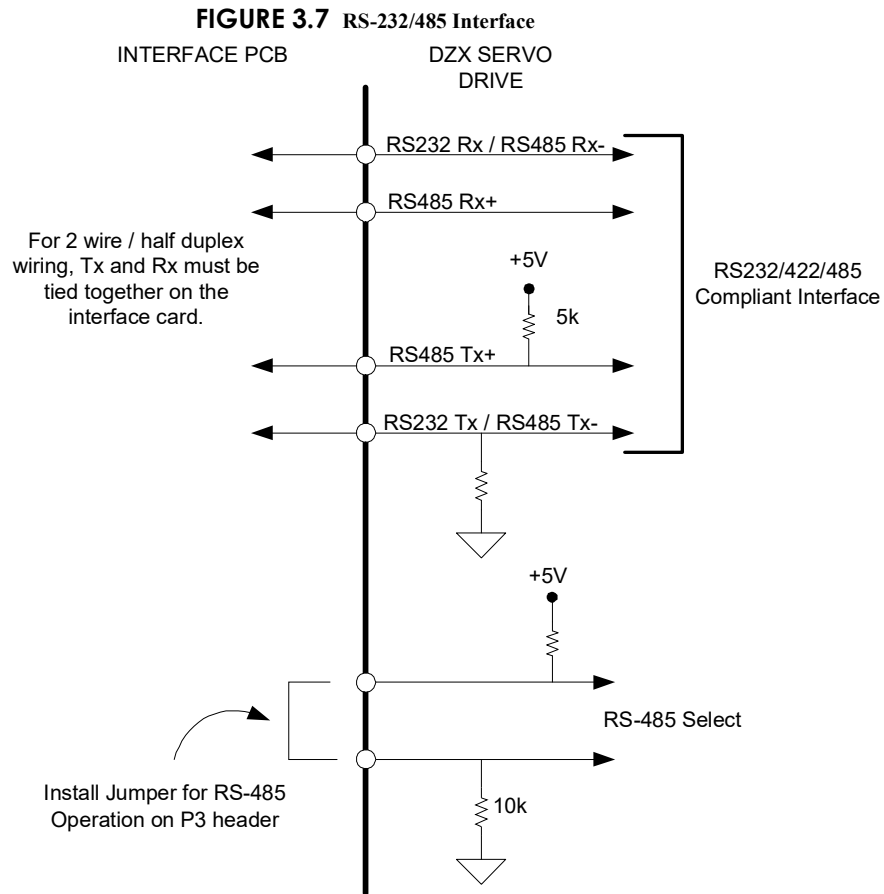 FIGURE 3.7 RS-232/485 Interface
INTERFACE PCB
DZX SERVO
DRIVE
RS232 Rx / RS485 Rx-
RS485 Rx+
For 2 wire / half duplex
wiring, Tx and Rx must be
tied together on the
interface card.
+5V
5k
RS232/422/485
Compliant Interface
RS485 Tx+
RS232 Tx / RS485 Tx-
+5V
RS-485 Select
Install Jumper for RS-485
Operation on P3 header
10k